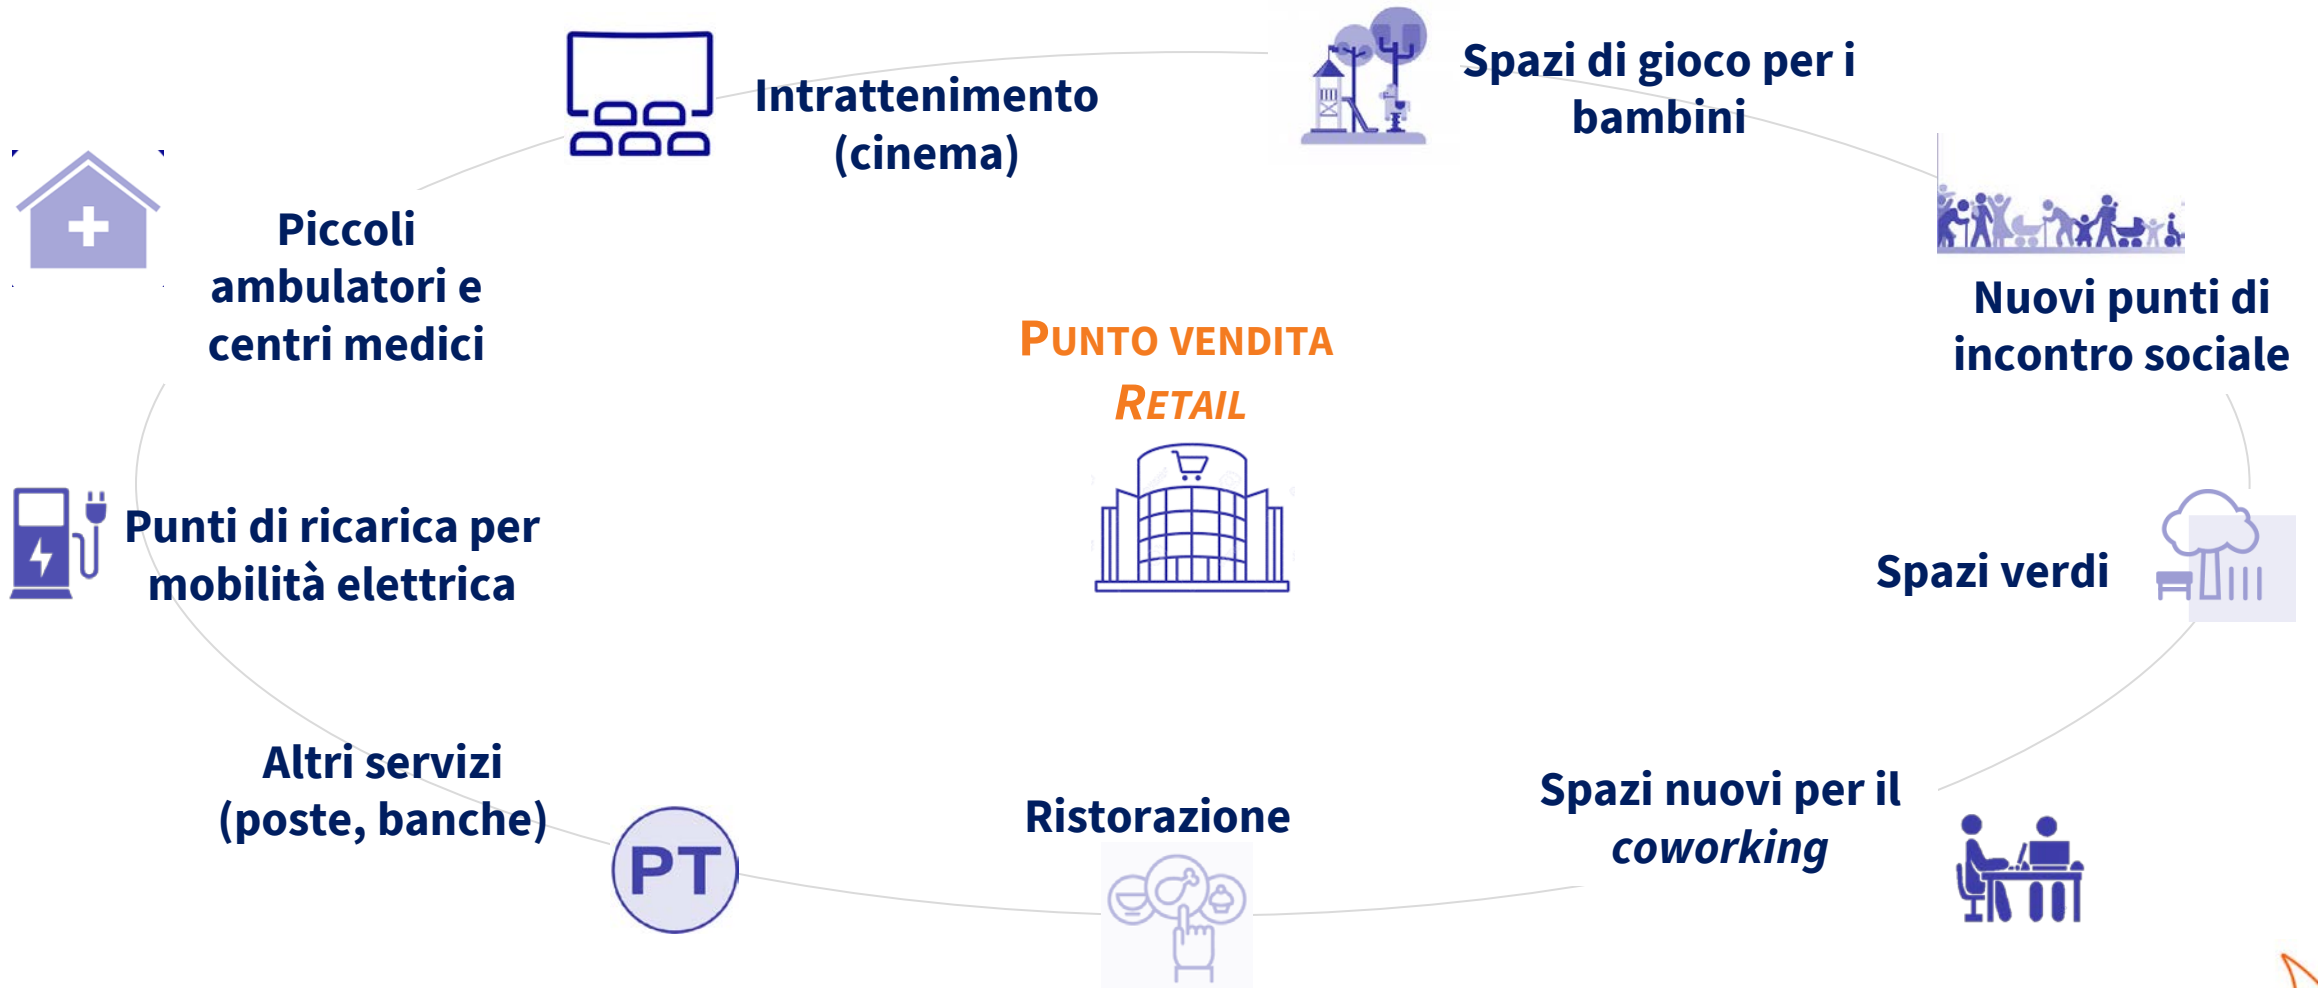 Intrattenimento
(cinema)
Spazi di gioco per i
bambini
Piccoli
ambulatori e
centri medici
Nuovi punti di
incontro sociale
PUNTO VENDITA
RETAIL
Punti di ricarica per
mobilità elettrica
Spazi verdi
Altri servizi
(poste, banche)
PT
Ristorazione
Spazi nuovi per il
coworking